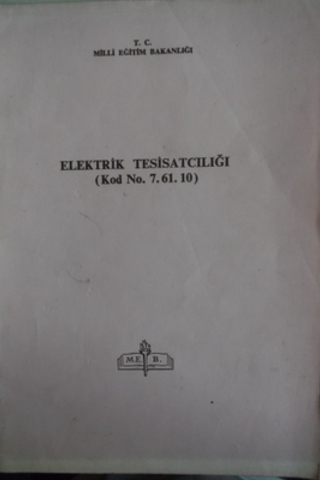 T. C.
MİLLİ EĞİTİM BAKANLIĞI
ELEKTRİK TESİSATCILIĞI
(Kod No. 7.61.10)
M.E. B.